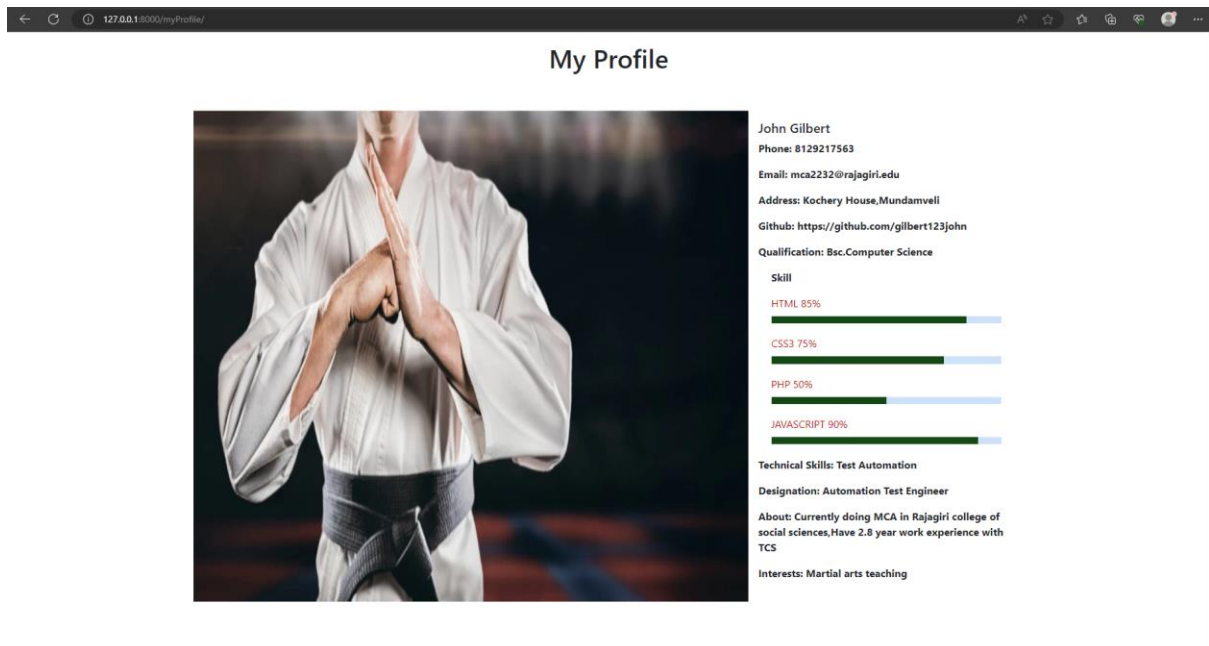 127.0.0.1:8000/myProfile/
My Profile
John Gilbert
Phone: 8129217563
Email: mca2232@rajagiri.edu
Address: Kochery House,Mundamveli
Github: https://github.com/gilbert123john
Qualification: Bsc.Computer Science
Skill
HTML 85%
CSS3 75%
PHP 50%
JAVASCRIPT 90%
Technical Skills: Test Automation
Designation: Automation Test Engineer
About: Currently doing MCA in Rajagiri college of
social sciences,Have 2.8 year work experience with
TCS
Interests: Martial arts teaching